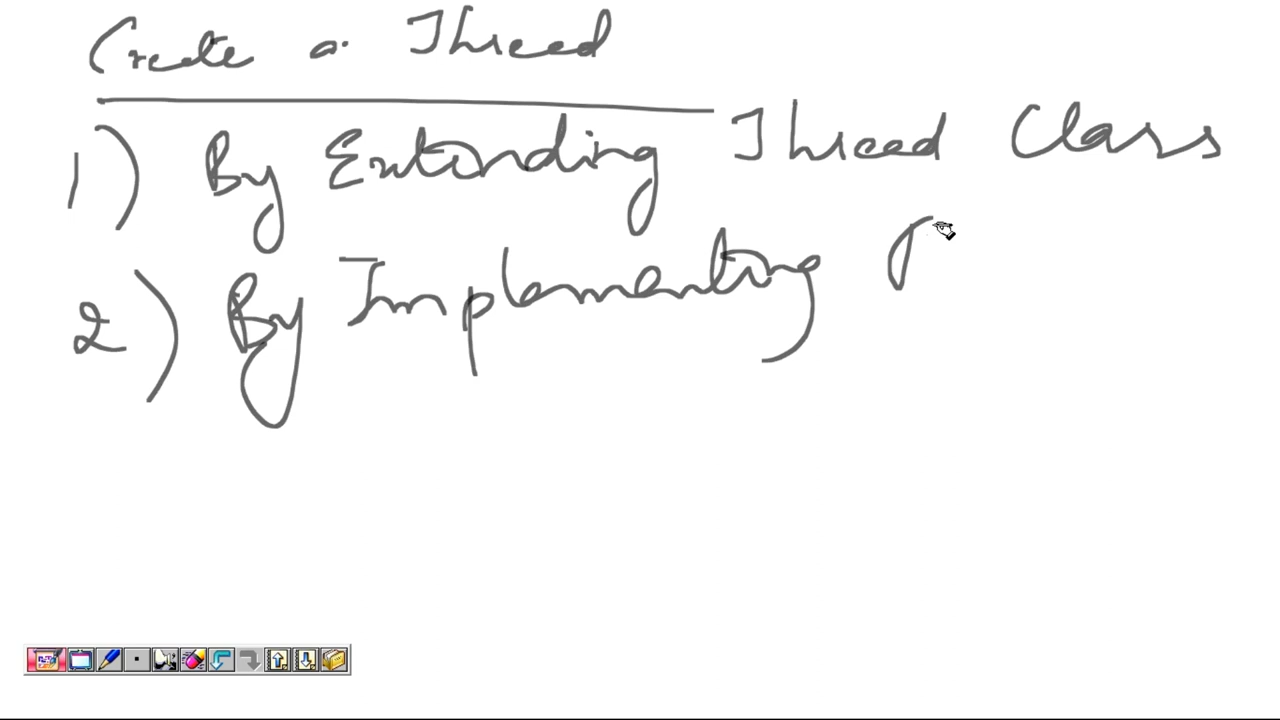 Create a Thread
1) By Extending Thread Class
2) By Implementing